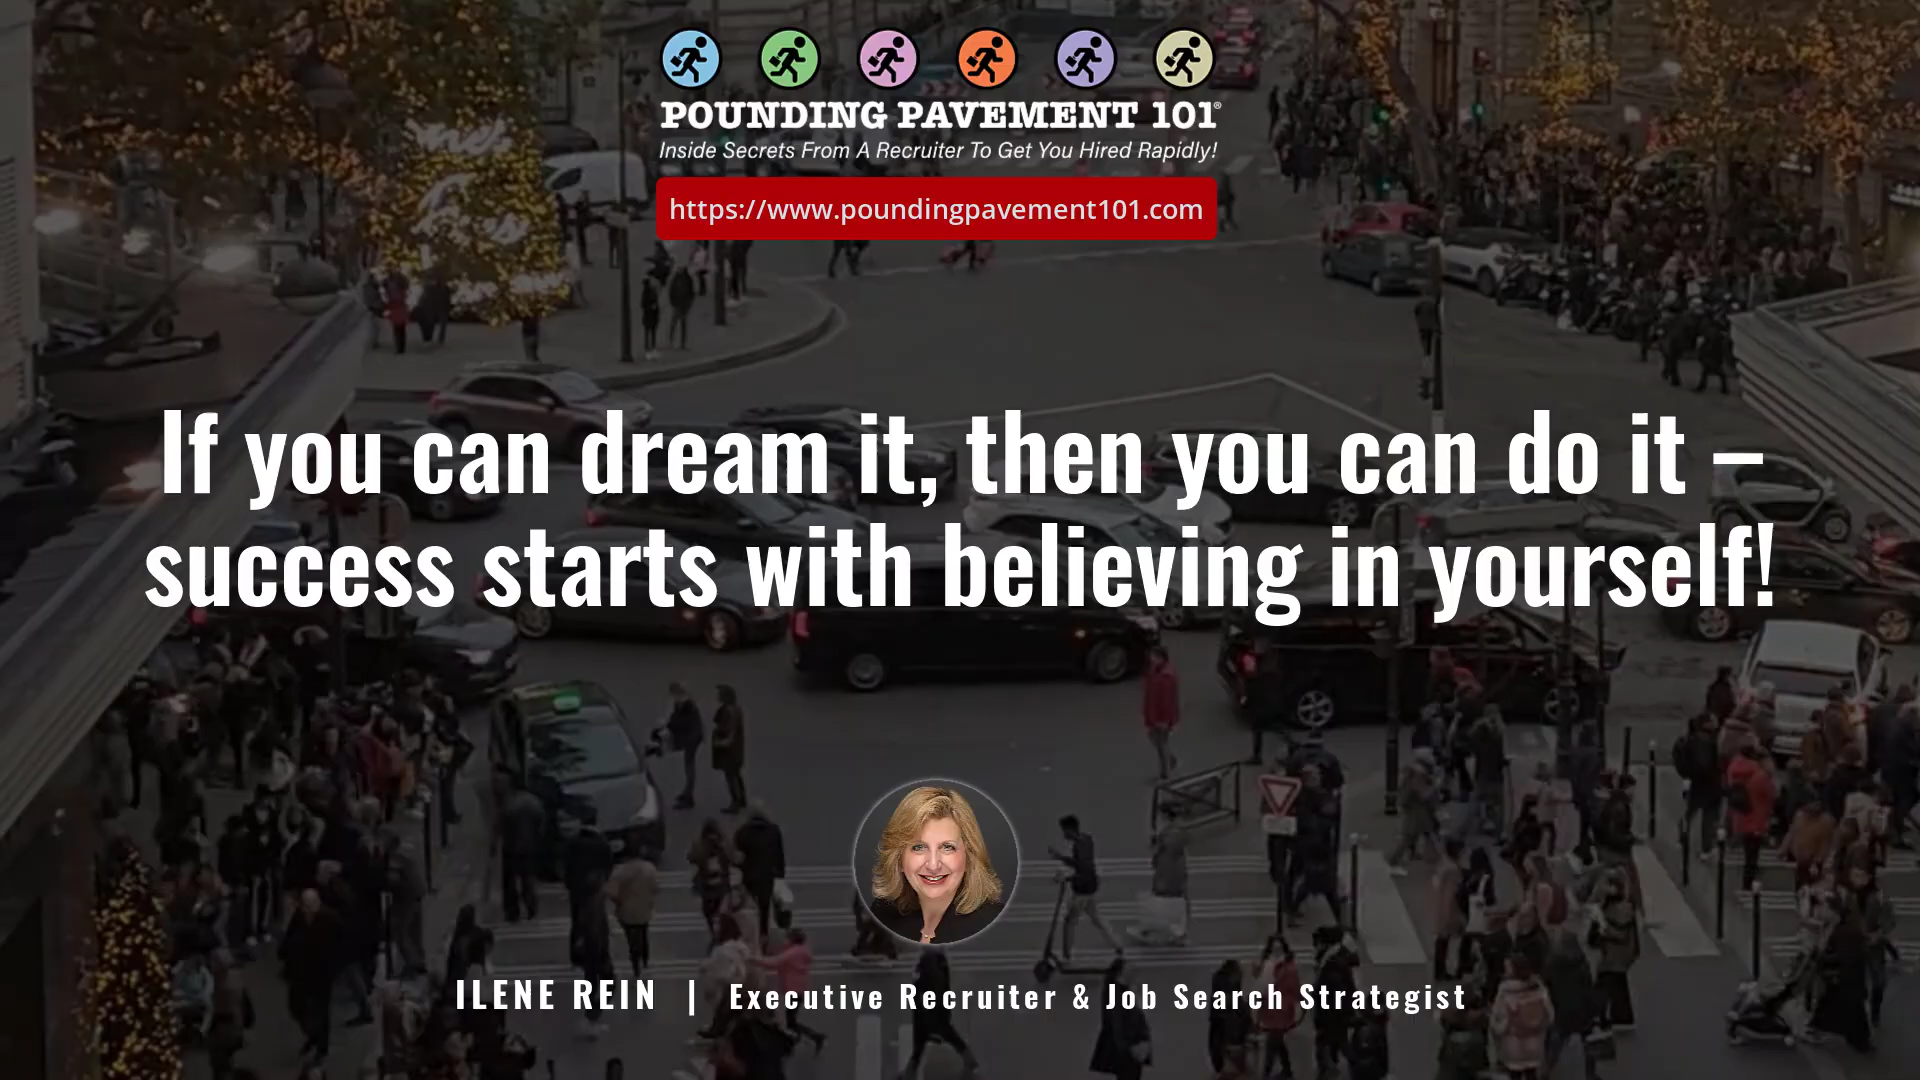 POUNDING PAVEMENT 101®
Inside Secrets From A Recruiter To Get You Hired Rapidly!
https://www.poundingpavement101.com
If you can dream it, then you can do it –
success starts with believing in yourself!
ILENE REIN | Executive Recruiter & Job Search Strategist